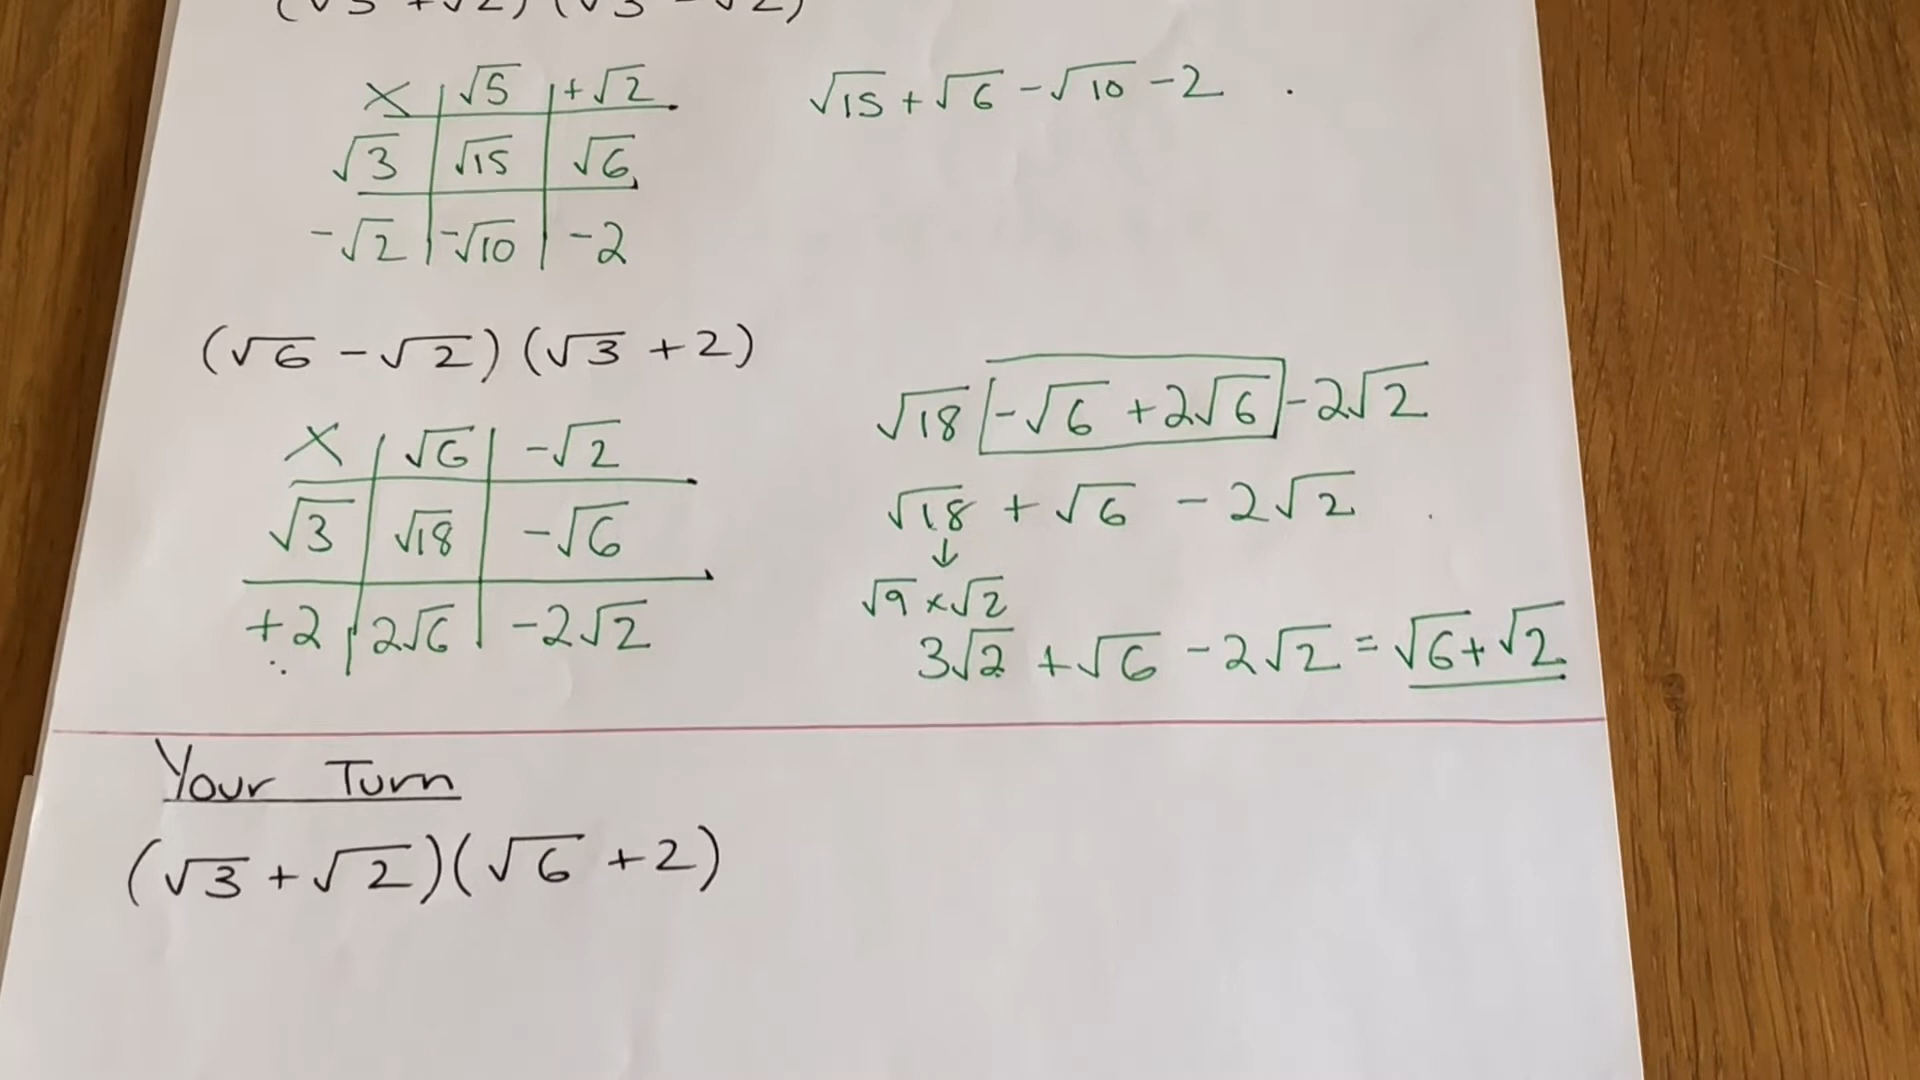 × √5 +√2
√3 √15 √6
-√2 -√10 -2
√15 + √6 - √10 - 2
(√6 - √2)(√3 + 2)
× √6 -√2
√3 √18 -√6
+2 2√6 -2√2
√18 -√6 + 2√6 - 2√2
√18 + √6 - 2√2
↓
√9 × √2
3√2 + √6 - 2√2 = √6 + √2
Your Turn
(√3 + √2)(√6 + 2)